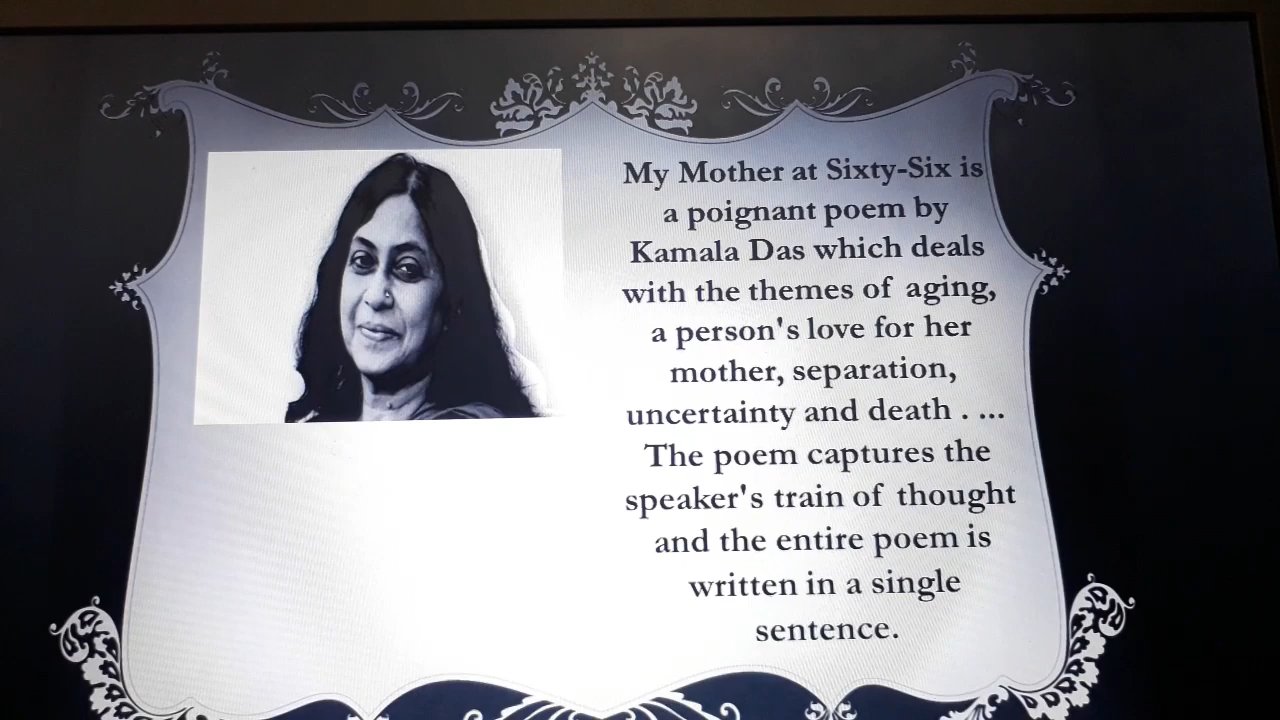 My Mother at Sixty-Six is
a poignant poem by
Kamala Das which deals
with the themes of aging,
a person's love for her
mother, separation,
uncertainty and death . ...
The poem captures the
speaker's train of thought
and the entire poem is
written in a single
sentence.